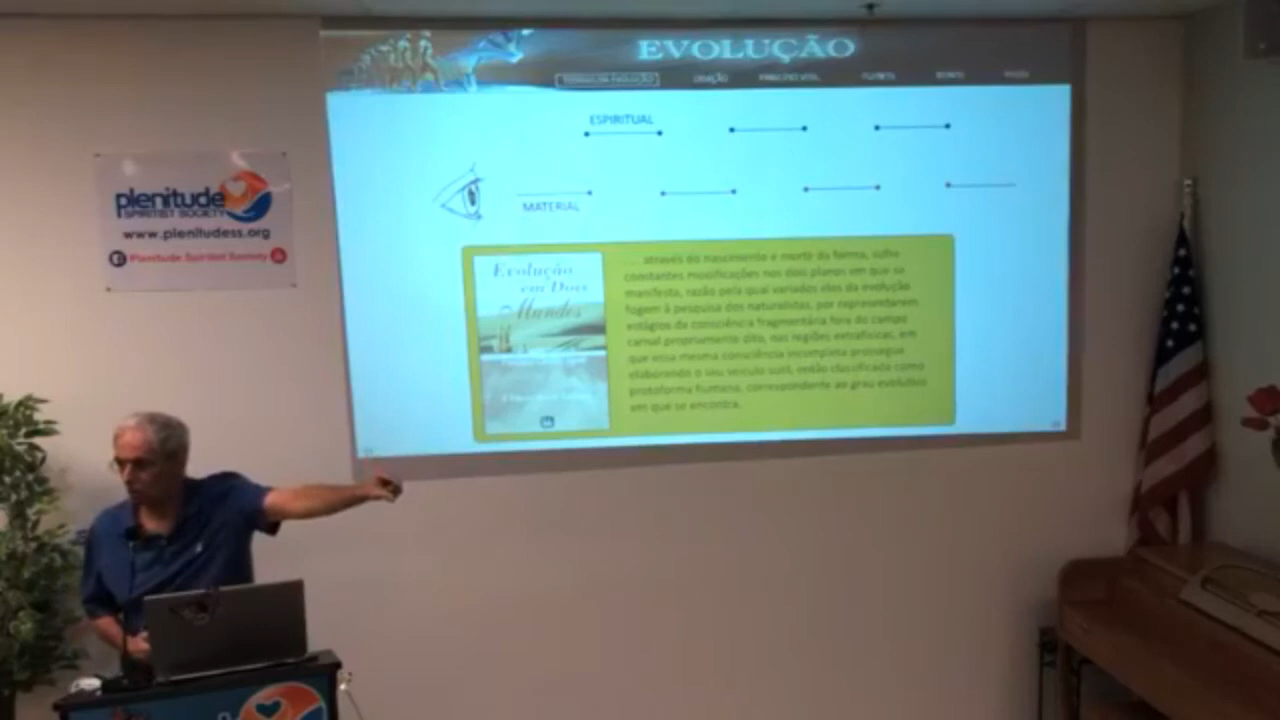 EVOLUÇÃO
CRIAÇÃO
ESPIRITUAL
MATERIAL
plenitude
SPIRITIST SOCIETY
www.plenitudess.org
Plenitude Spiritist Society
Evolução
em Dois
Mundos
... através do nascimento e morte da forma, sofre
constantes modificações nos dois planos em que se
manifesta, razão pela qual variados elos da evolução
fogem à pesquisa dos naturalistas, por representarem
estágios da consciência fragmentária fora do campo
carnal propriamente dito, nas regiões extrafísicas, em
que essa mesma consciência incompleta prossegue
elaborando o seu veículo sutil, então classificado como
protoforma humana, correspondente ao grau evolutivo
em que se encontra.